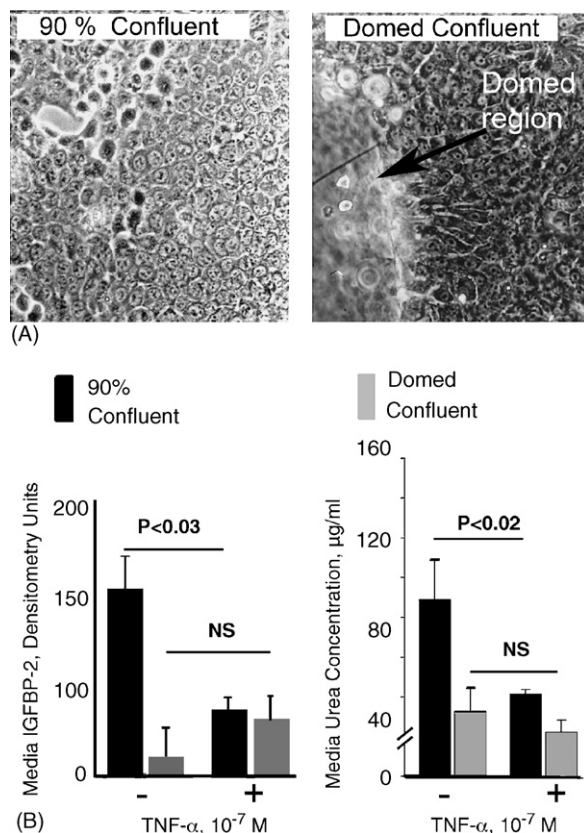 90 % Confluent
Domed Confluent
Domed
region
(A)
90%
Confluent
Domed
Confluent
Media IGFBP-2, Densitometry Units
200
150
100
0
P<0.03
NS
-
+
TNF-α, 10-7 M
Media Urea Concentration, µg/ml
160
120
80
40
0
P<0.02
NS
-
+
TNF-α, 10-7 M
(B)